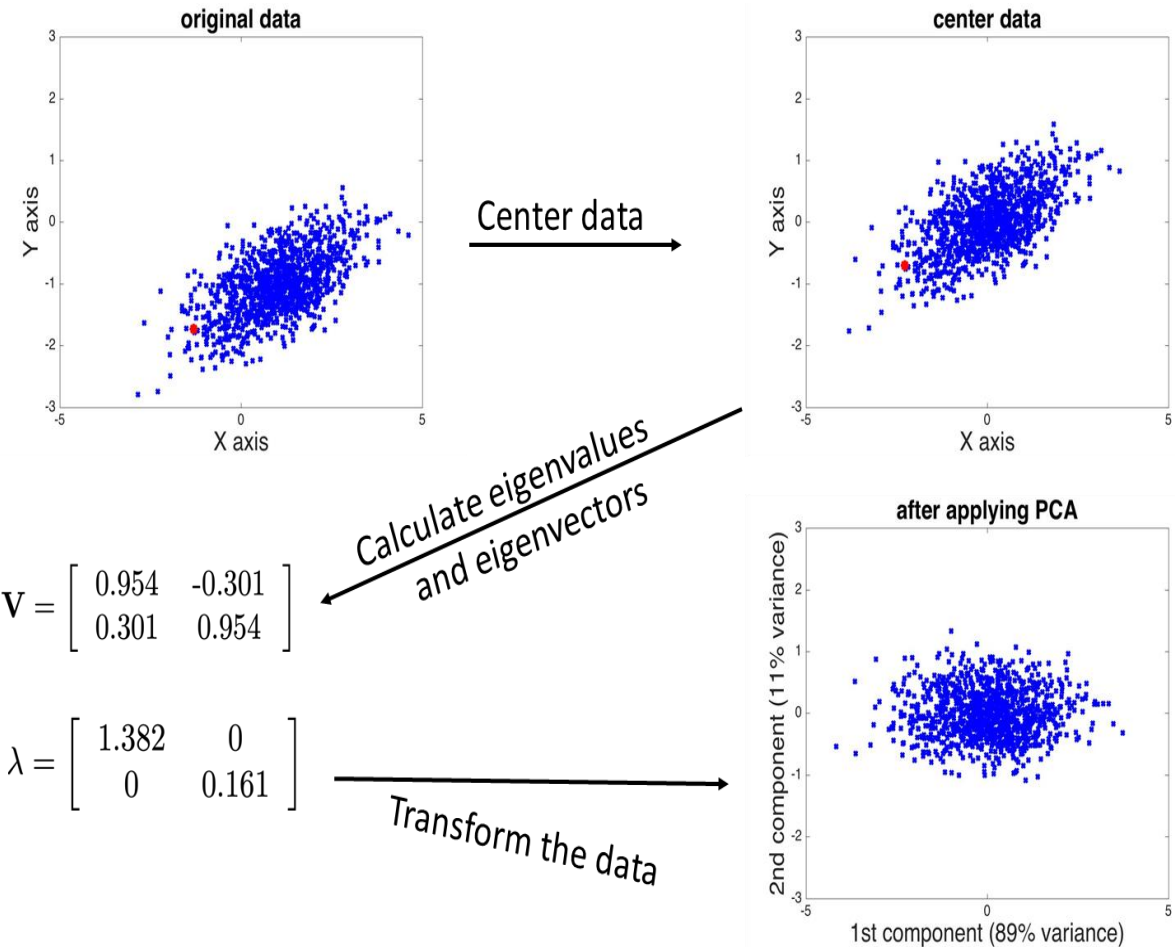 original data
3
2
1
0
-1
-2
-3
-5
0
5
Y axis
X axis
Center data
center data
3
2
1
0
-1
-2
-3
-5
0
5
Y axis
X axis
Calculate eigenvalues
and eigenvectors
V = [ 0.954 -0.301
0.301 0.954 ]
λ = [ 1.382 0
0 0.161 ]
Transform the data
after applying PCA
3
2
1
0
-1
-2
-3
-5
0
5
2nd component (11% variance)
1st component (89% variance)